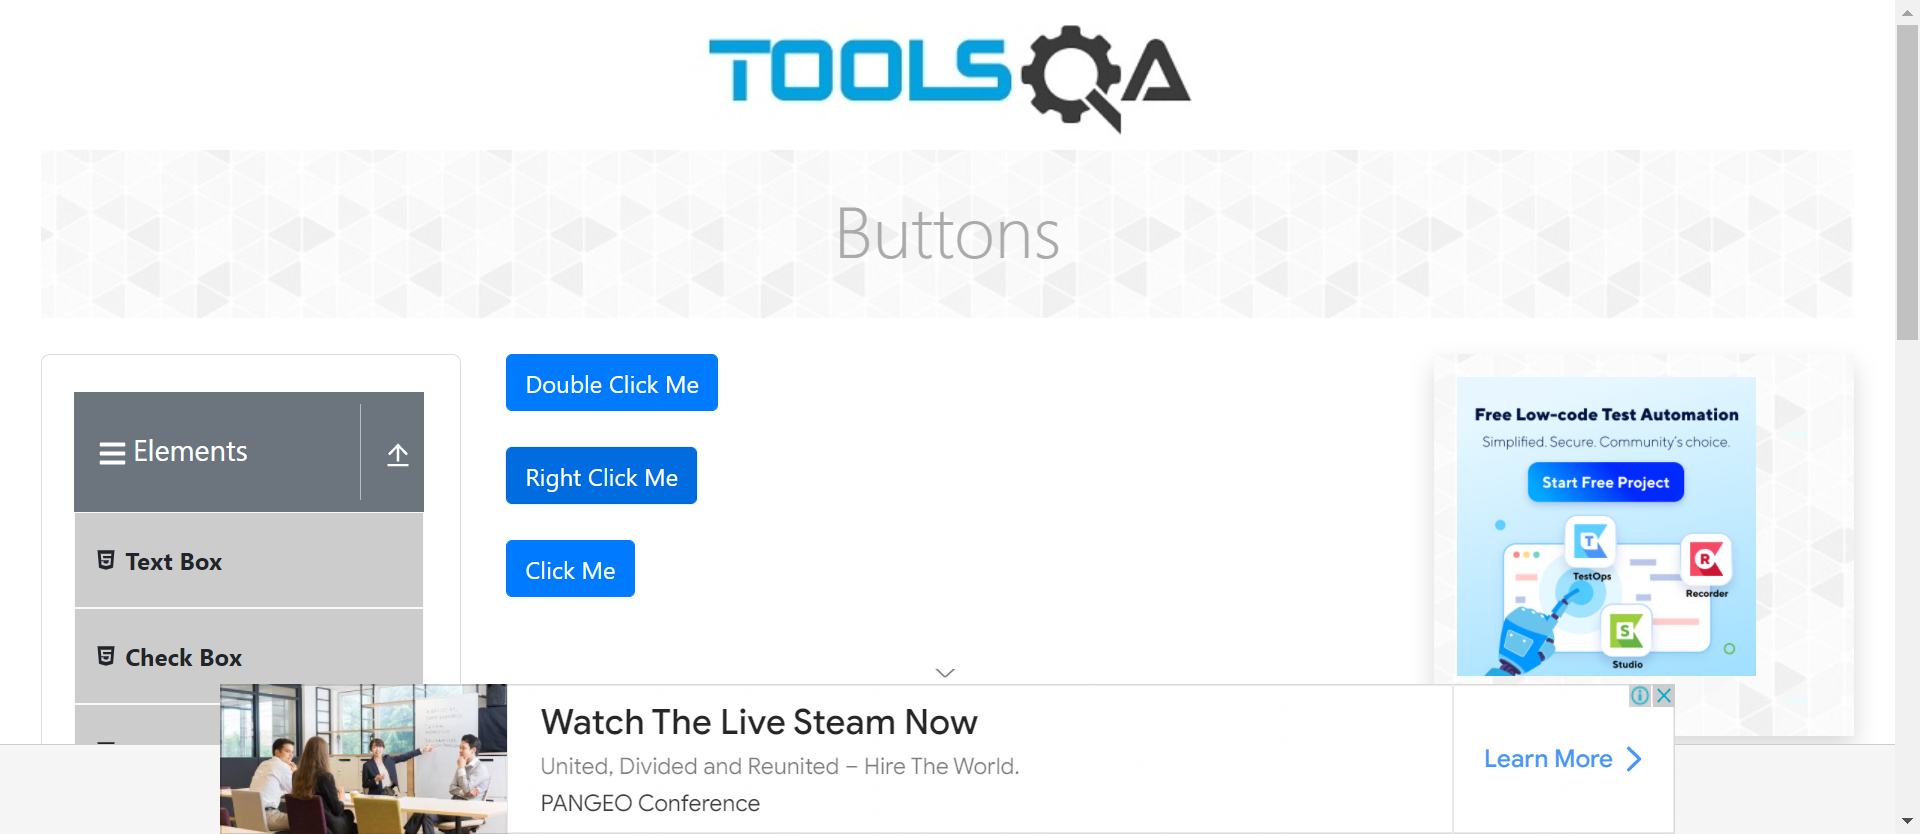 TOOLSQA
Buttons
Elements
Text Box
Check Box
Double Click Me
Right Click Me
Click Me
Free Low-code Test Automation
Simplified. Secure. Community's choice.
Start Free Project
TestOps
Recorder
Studio
Watch The Live Steam Now
United, Divided and Reunited – Hire The World.
PANGEO Conference
Learn More